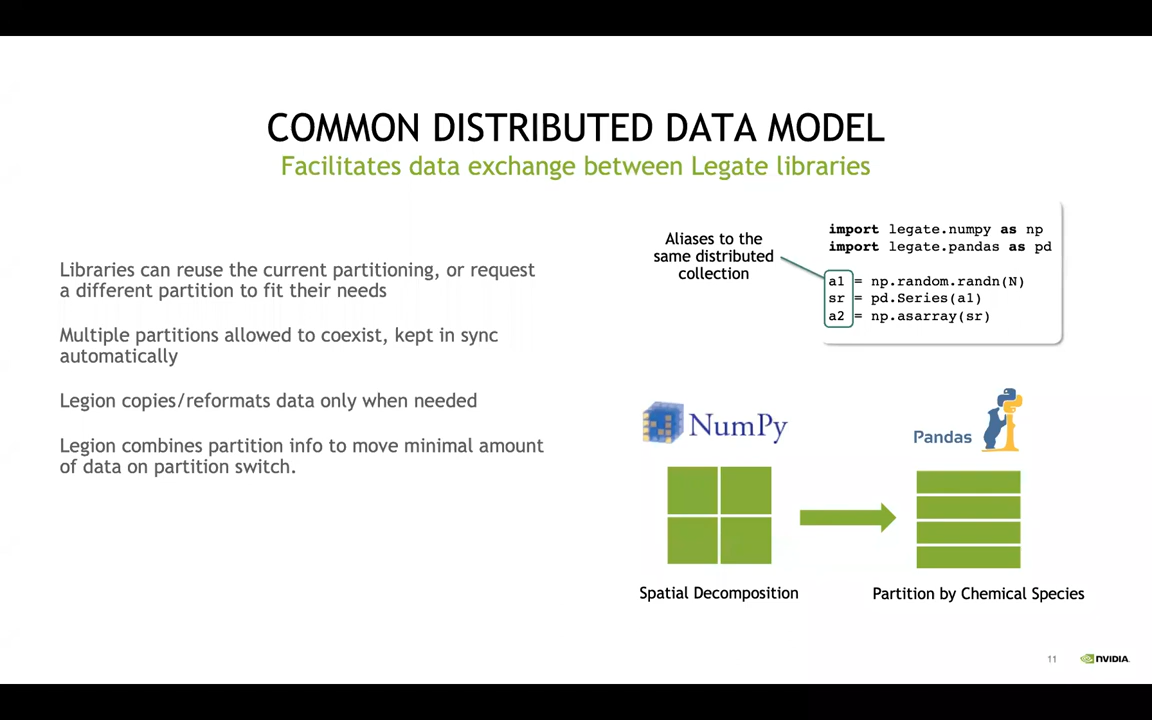 COMMON DISTRIBUTED DATA MODEL
Facilitates data exchange between Legate libraries
Libraries can reuse the current partitioning, or request
a different partition to fit their needs
Multiple partitions allowed to coexist, kept in sync
automatically
Legion copies/reformats data only when needed
Legion combines partition info to move minimal amount
of data on partition switch.
Aliases to the
same distributed
collection
import legate.numpy as np
import legate.pandas as pd
a1 = np.random.randn(N)
sr = pd.Series(a1)
a2 = np.asarray(sr)
NumPy
Pandas
Spatial Decomposition
Partition by Chemical Species
11
NVIDIA.